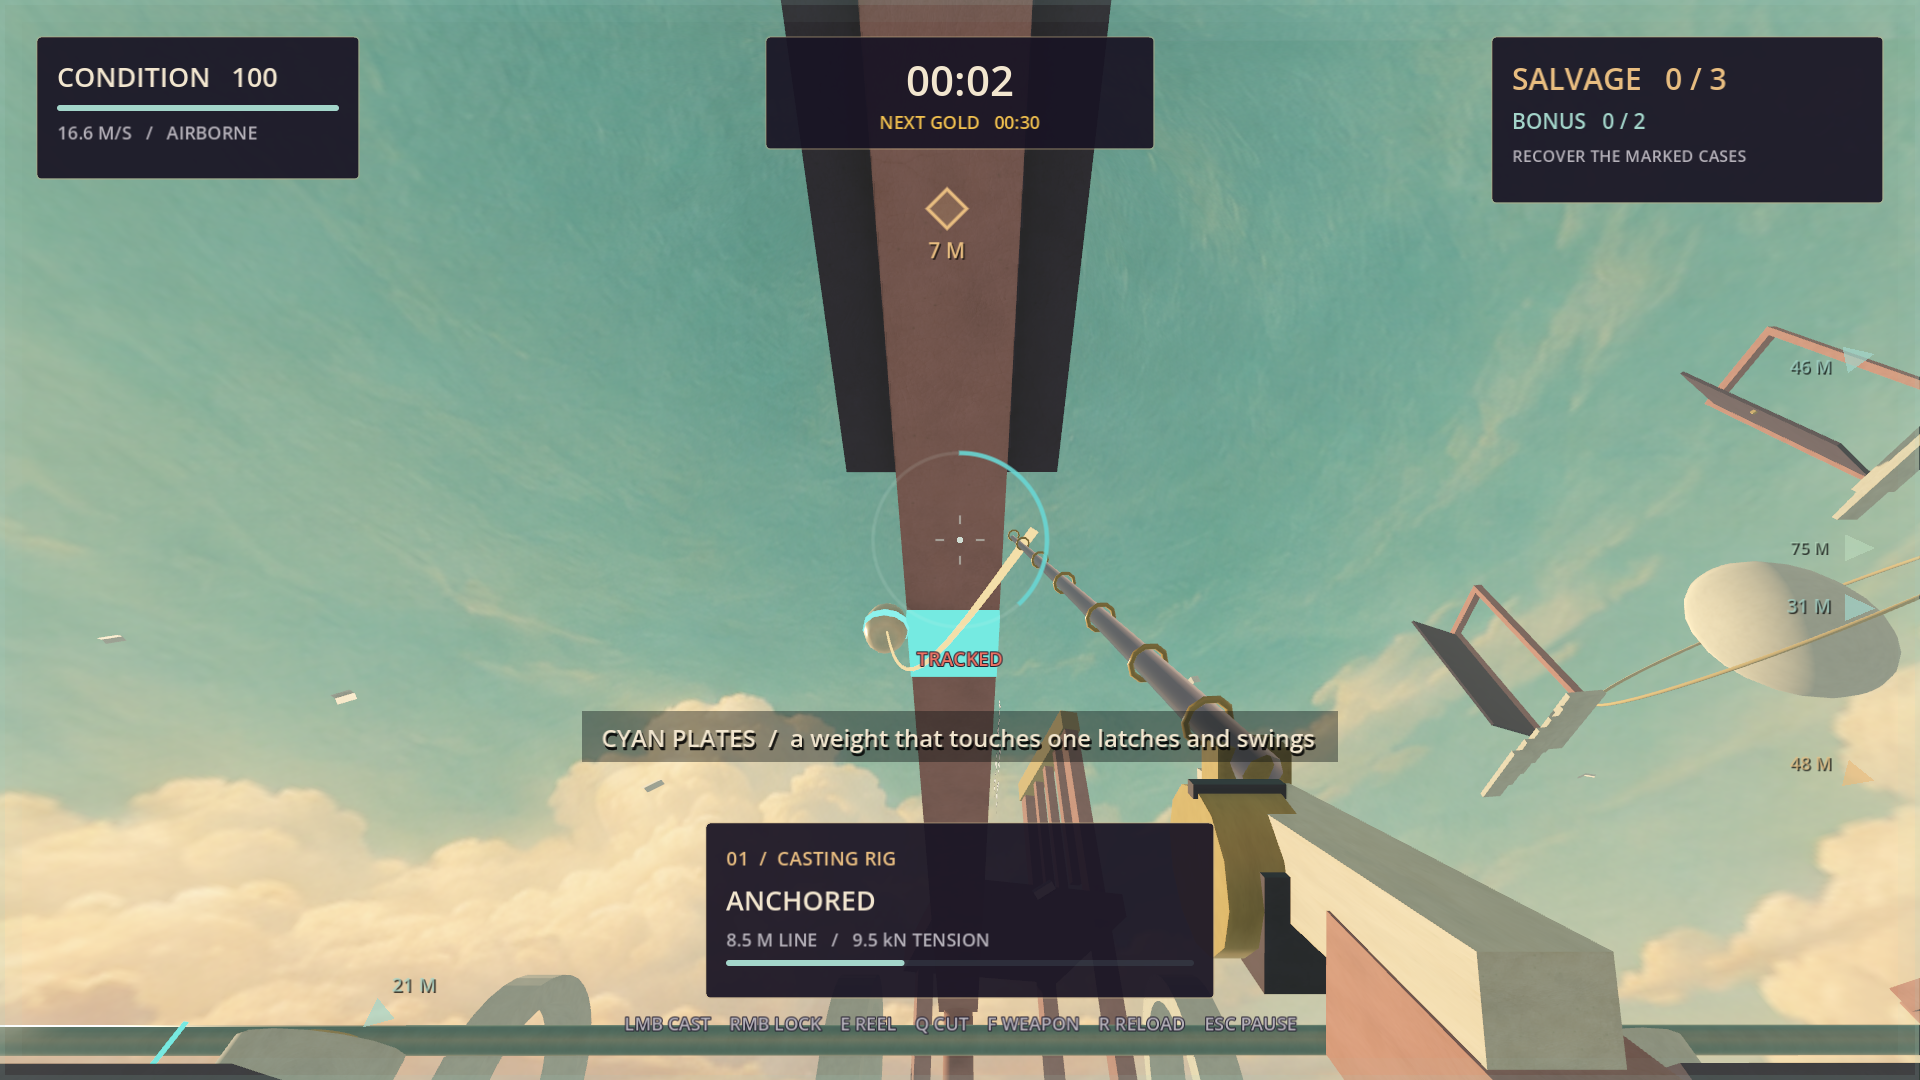 CONDITION 100
16.6 M/S / AIRBORNE
00:02
NEXT GOLD 00:30
SALVAGE 0 / 3
BONUS 0 / 2
RECOVER THE MARKED CASES
7 M
46 M
75 M
31 M
TRACKED
CYAN PLATES / a weight that touches one latches and swings
48 M
01 / CASTING RIG
ANCHORED
8.5 M LINE / 9.5 kN TENSION
21 M
LMB CAST RMB LOCK E REEL Q CUT F WEAPON R RELOAD ESC PAUSE